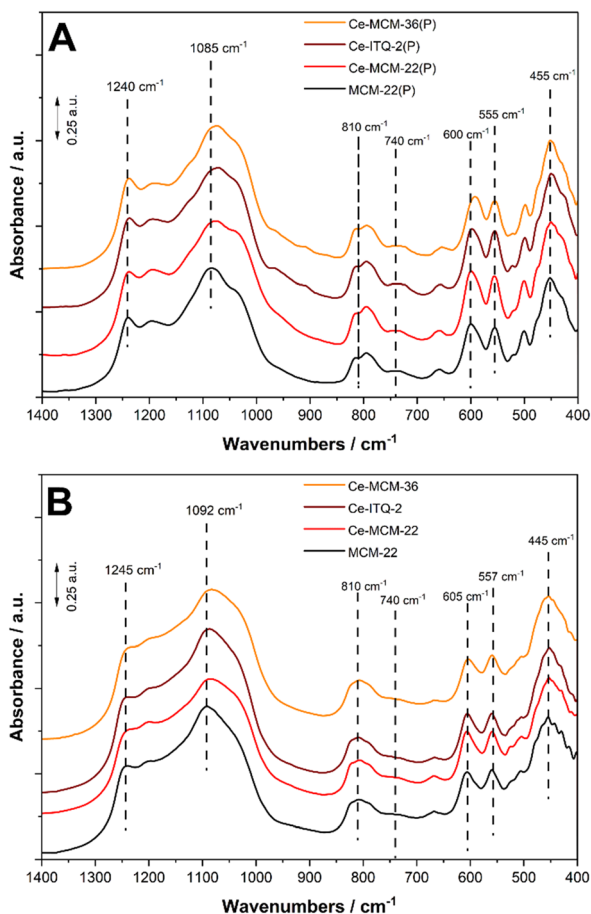 A
Ce-MCM-36(P)
Ce-ITQ-2(P)
Ce-MCM-22(P)
MCM-22(P)
1240 cm-1
1085 cm-1
810 cm-1
740 cm-1
600 cm-1
555 cm-1
455 cm-1
0.25 a.u.
Absorbance / a.u.
1400 1300 1200 1100 1000 900 800 700 600 500 400
Wavenumbers / cm-1
B
Ce-MCM-36
Ce-ITQ-2
Ce-MCM-22
MCM-22
1245 cm-1
1092 cm-1
810 cm-1
740 cm-1
605 cm-1
557 cm-1
445 cm-1
0.25 a.u.
Absorbance / a.u.
1400 1300 1200 1100 1000 900 800 700 600 500 400
Wavenumbers / cm-1